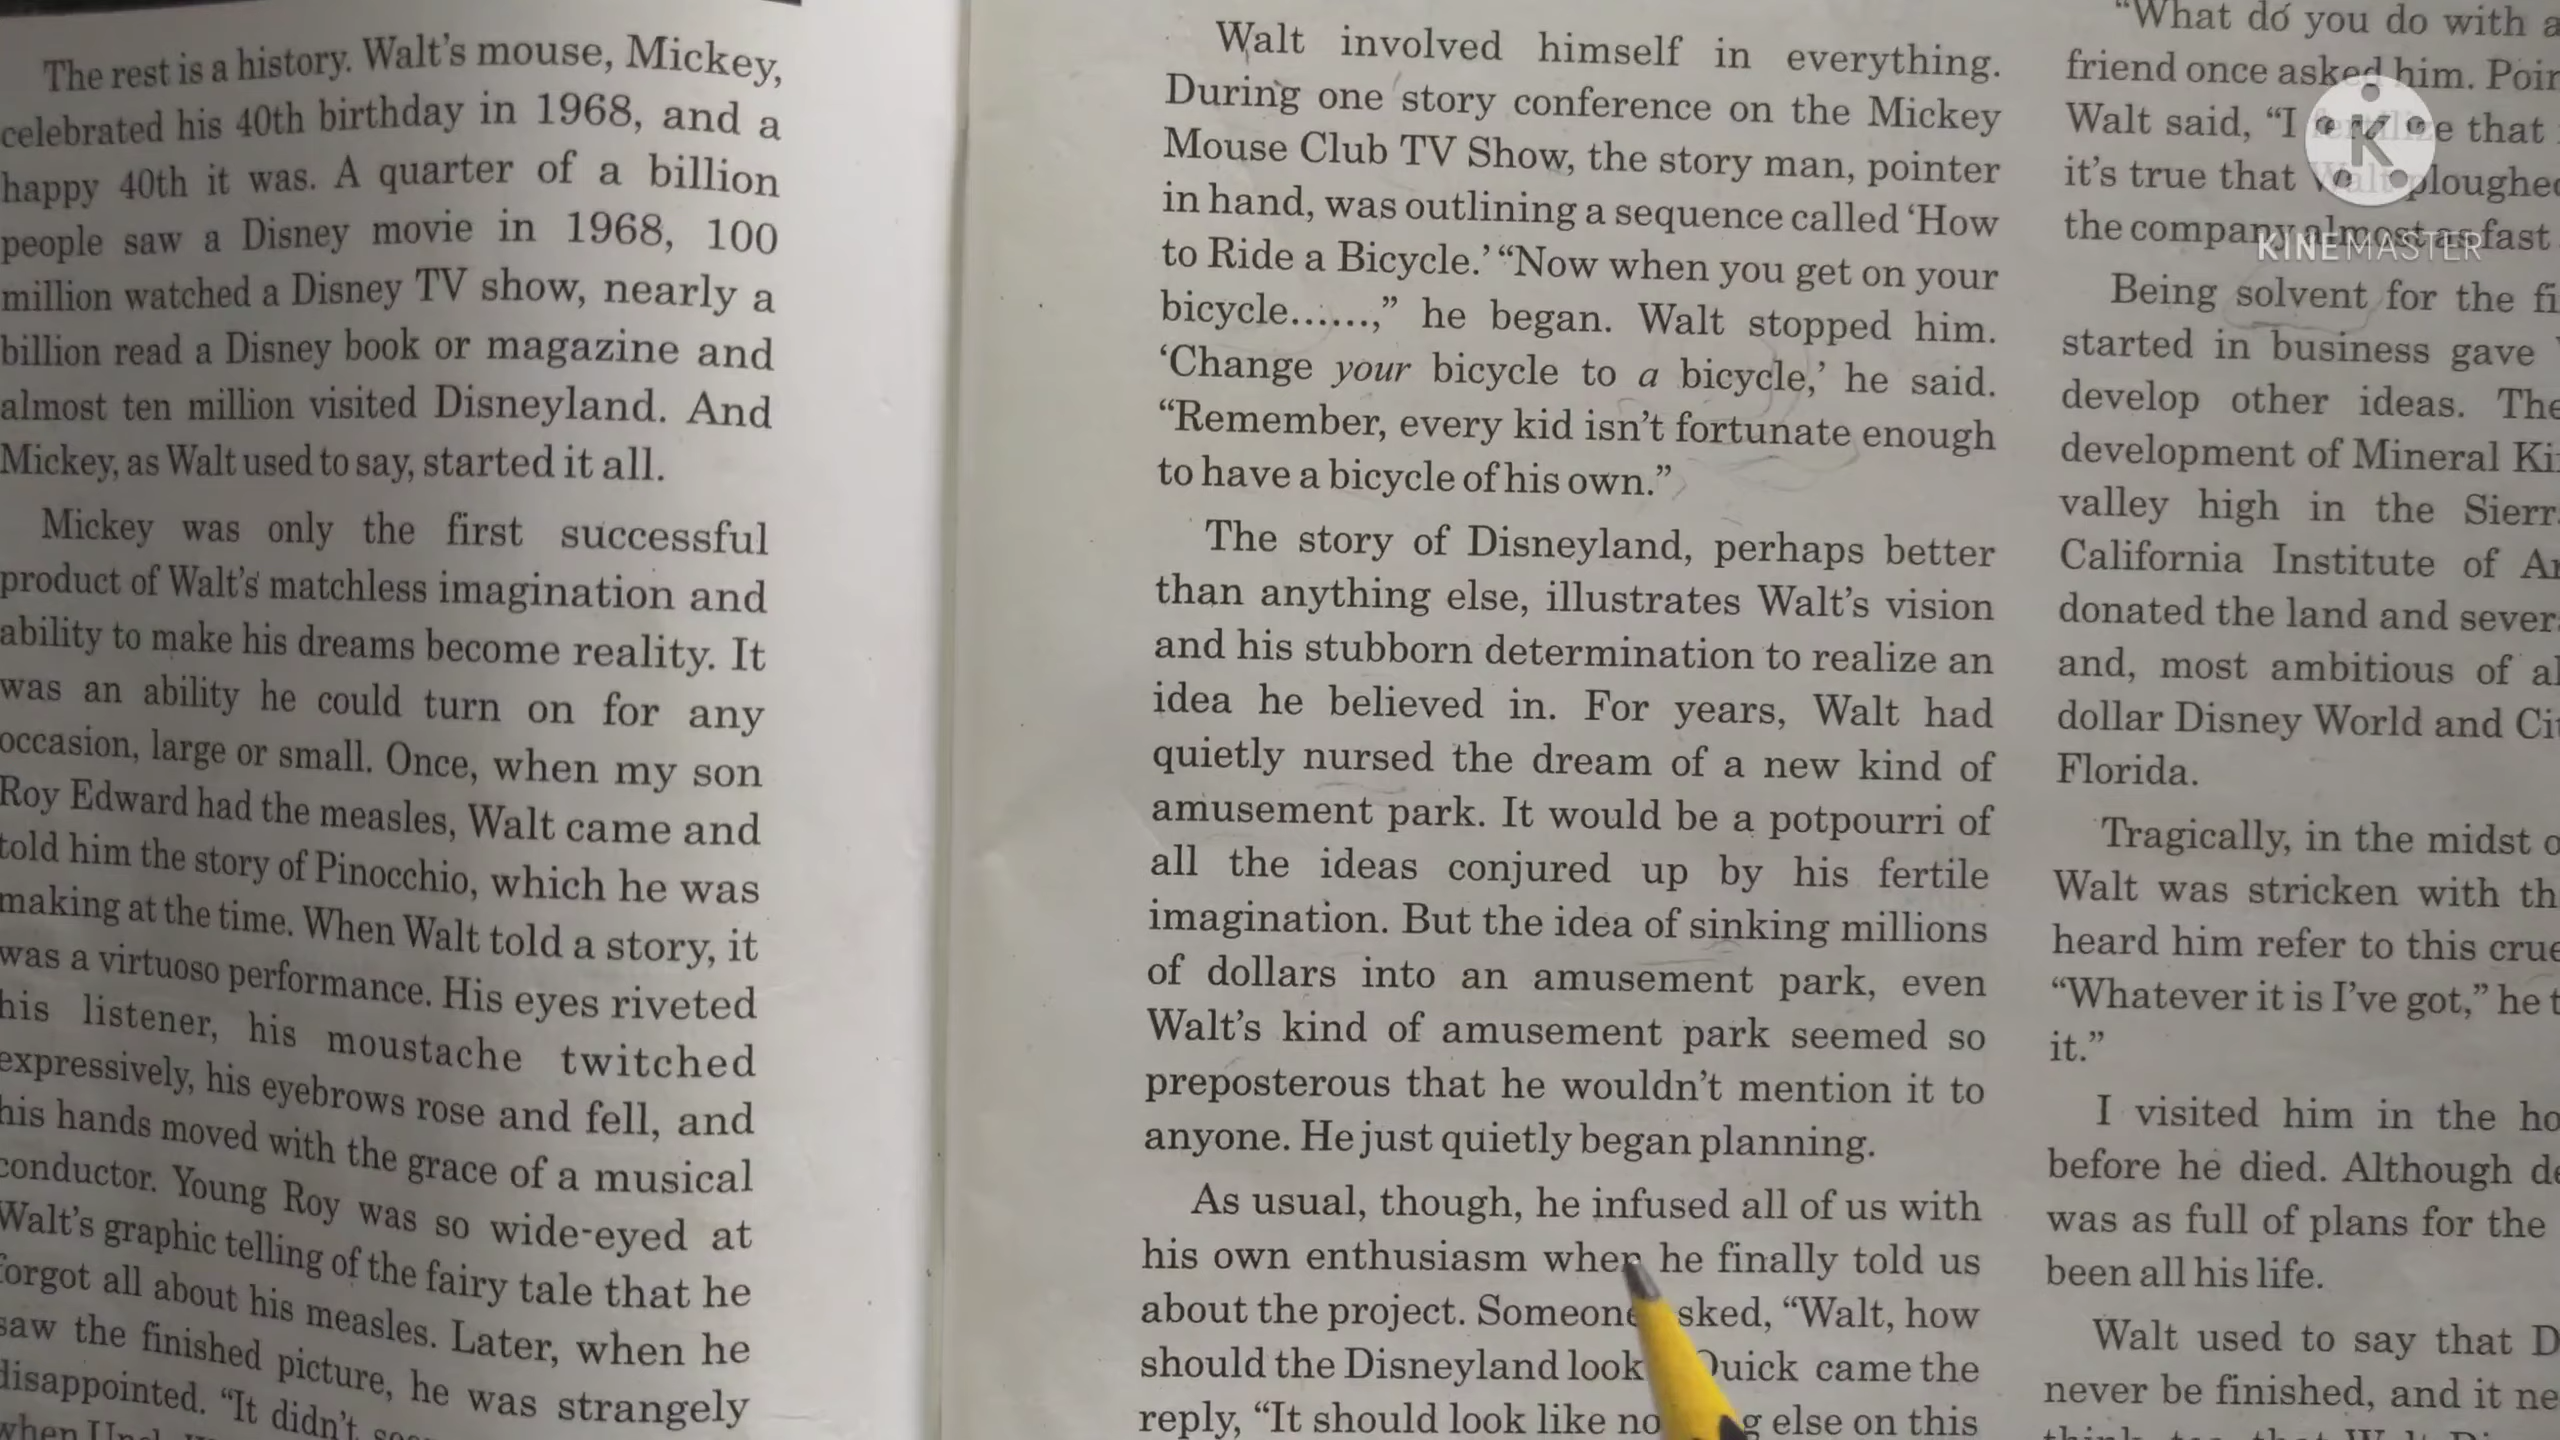 The rest is a history. Walt's mouse, Mickey,
celebrated his 40th birthday in 1968, and a
happy 40th it was. A quarter of a billion
people saw a Disney movie in 1968, 100
million watched a Disney TV show, nearly a
billion read a Disney book or magazine and
almost ten million visited Disneyland. And
Mickey, as Walt used to say, started it all.
Mickey was only the first successful
product of Walt's matchless imagination and
ability to make his dreams become reality. It
was an ability he could turn on for any
occasion, large or small. Once, when my son
Roy Edward had the measles, Walt came and
told him the story of Pinocchio, which he was
making at the time. When Walt told a story, it
was a virtuoso performance. His eyes riveted
his listener, his moustache twitched
expressively, his eyebrows rose and fell, and
his hands moved with the grace of a musical
conductor. Young Roy was so wide-eyed at
Walt's graphic telling of the fairy tale that he
forgot all about his measles. Later, when he
saw the finished picture, he was strangely
disappointed. "It didn't
when
Walt involved himself in everything.
During one story conference on the Mickey
Mouse Club TV Show, the story man, pointer
in hand, was outlining a sequence called 'How
to Ride a Bicycle.' "Now when you get on your
bicycle......," he began. Walt stopped him.
'Change your bicycle to a bicycle,' he said.
"Remember, every kid isn't fortunate enough
to have a bicycle of his own."
The story of Disneyland, perhaps better
than anything else, illustrates Walt's vision
and his stubborn determination to realize an
idea he believed in. For years, Walt had
quietly nursed the dream of a new kind of
amusement park. It would be a potpourri of
all the ideas conjured up by his fertile
imagination. But the idea of sinking millions
of dollars into an amusement park, even
Walt's kind of amusement park seemed so
preposterous that he wouldn't mention it to
anyone. He just quietly began planning.
As usual, though, he infused all of us with
his own enthusiasm when he finally told us
about the project. Someone asked, "Walt, how
should the Disneyland look Quick came the
reply, "It should look like else on this
"What do you do with a
friend once asked him.
Walt said, "I that
it's true that Walt ploughed
the company almost as fast
Being solvent for the
started in business gave
develop other ideas. The
development of Mineral
valley high in the
California Institute of
donated the land and
and, most ambitious of
dollar Disney World and
Florida.
Tragically, in the midst
Walt was stricken with
heard him refer to this
"Whatever it is I've got," he
it."
I visited him in the
before he died. Although
was as full of plans for the
been all his life.
Walt used to say that
never be finished, and it
K
KINEMASTER